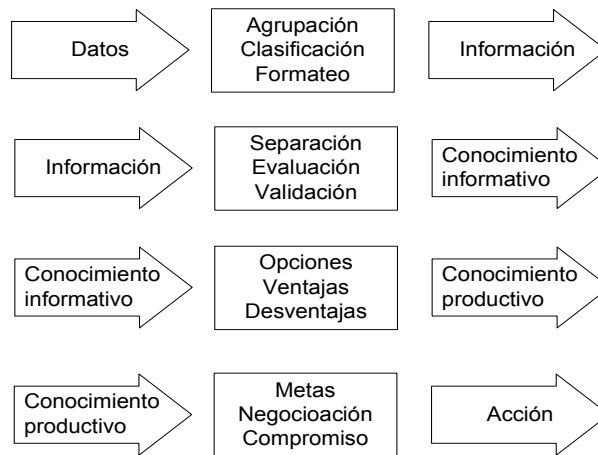 Datos
Agrupación
Clasificación
Formateo
Información
Información
Separación
Evaluación
Validación
Conocimiento
informativo
Conocimiento
informativo
Opciones
Ventajas
Desventajas
Conocimiento
productivo
Conocimiento
productivo
Metas
Negocioación
Compromiso
Acción